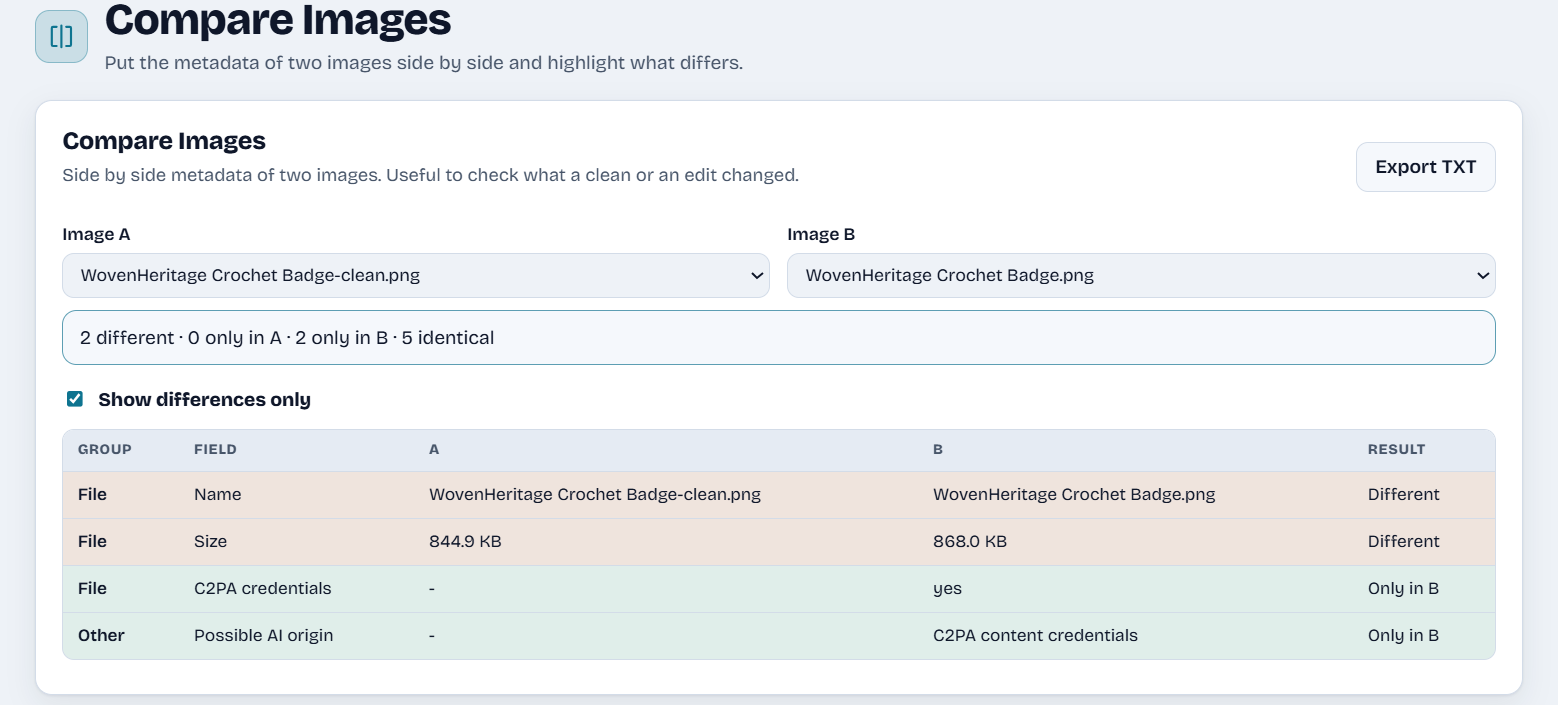 Compare Images
Put the metadata of two images side by side and highlight what differs.
Compare Images
Side by side metadata of two images. Useful to check what a clean or an edit changed.
Export TXT
Image A
Image B
WovenHeritage Crochet Badge-clean.png
WovenHeritage Crochet Badge.png
2 different · 0 only in A · 2 only in B · 5 identical
Show differences only
GROUP FIELD A B RESULT
File Name WovenHeritage Crochet Badge-clean.png WovenHeritage Crochet Badge.png Different
File Size 844.9 KB 868.0 KB Different
File C2PA credentials - yes Only in B
Other Possible AI origin - C2PA content credentials Only in B